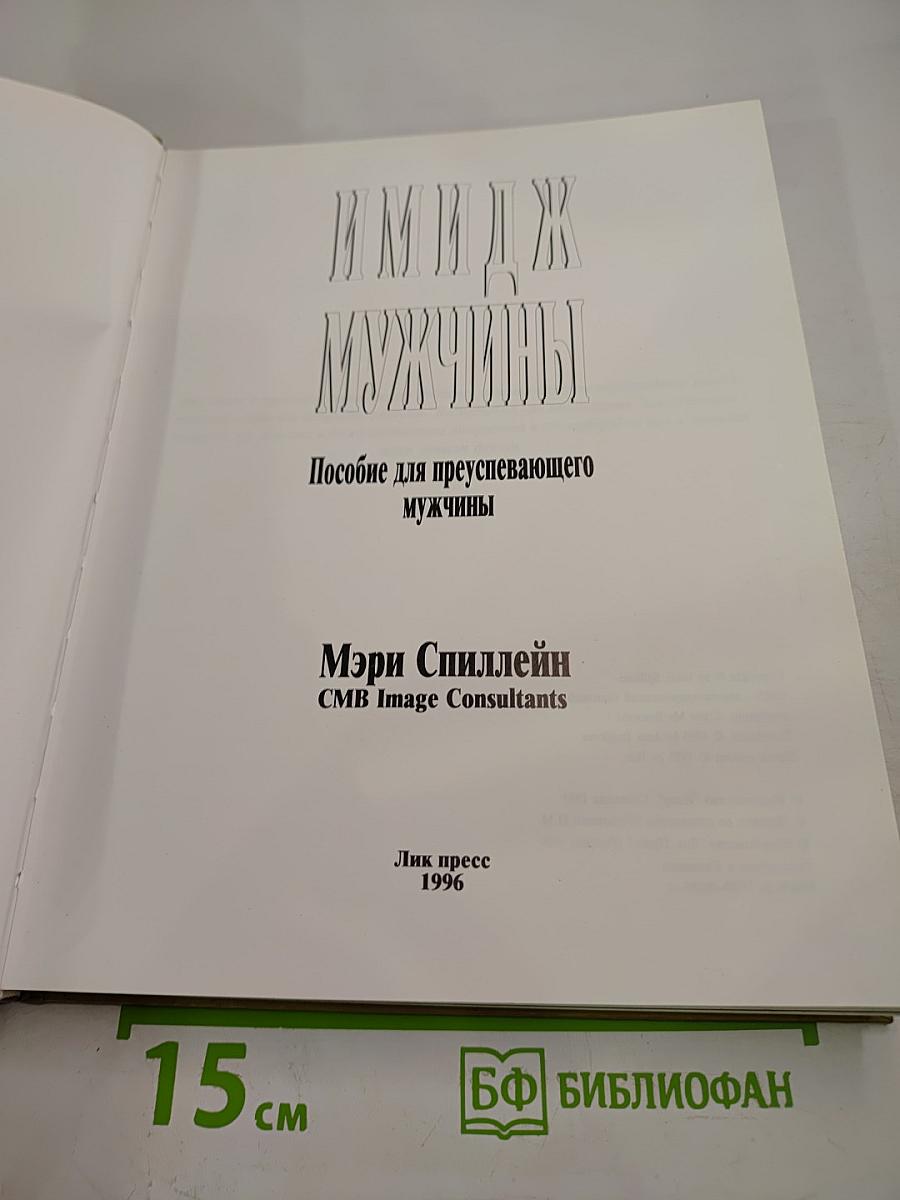 ИМИДЖ
МУЖЧИНЫ
Пособие для преуспевающего
мужчины
Мэри Спиллейн
CMB Image Consultants
Лик пресс
1996
15 см
БФ БИБЛИОФАН